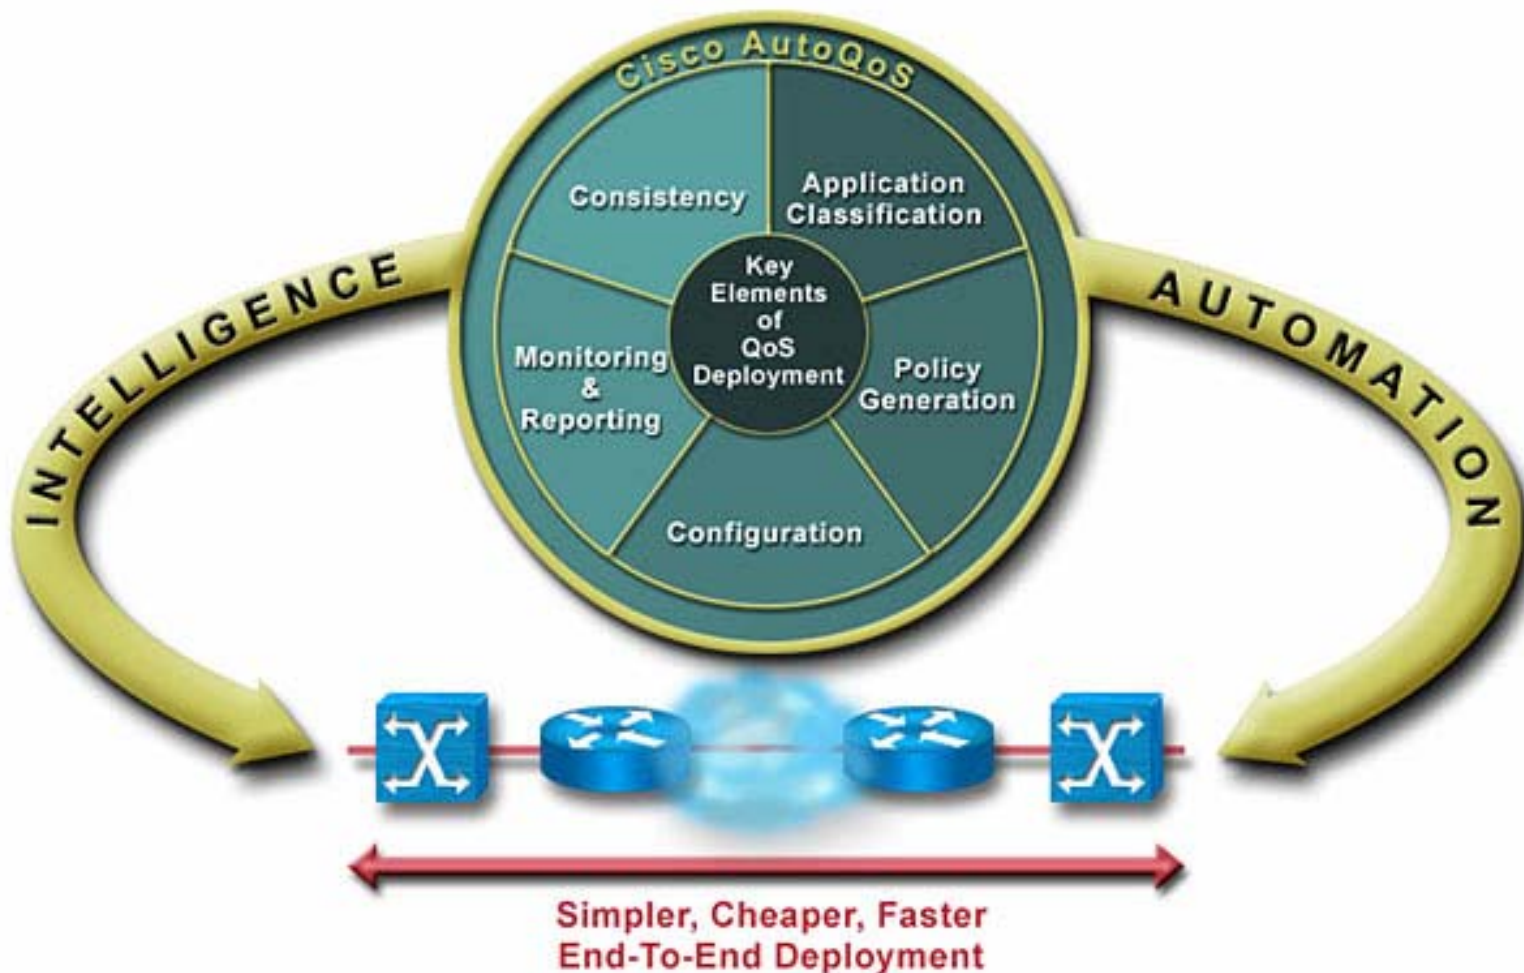 Cisco AutoQoS
Consistency
Application
Classification
Key
Elements
of
QoS
Deployment
Monitoring
&
Reporting
Policy
Generation
Configuration
INTELLIGENCE
AUTOMATION
Simpler, Cheaper, Faster
End-To-End Deployment